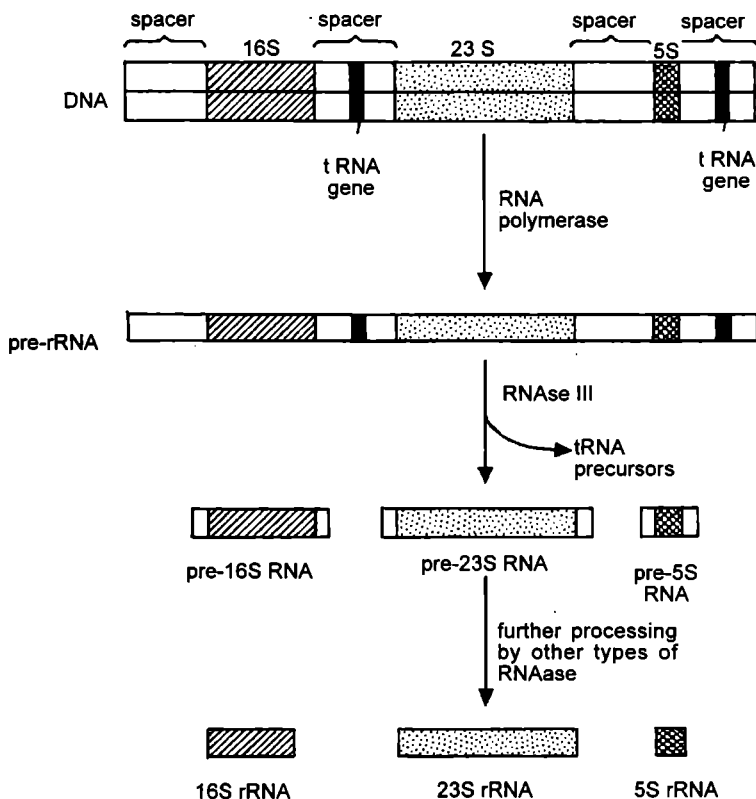 spacer spacer spacer spacer
16S 23 S 5S
DNA
t RNA
gene
t RNA
gene
RNA
polymerase
pre-rRNA
RNAse III
tRNA
precursors
pre-16S RNA pre-23S RNA pre-5S
RNA
further processing
by other types of
RNAase
16S rRNA 23S rRNA 5S rRNA